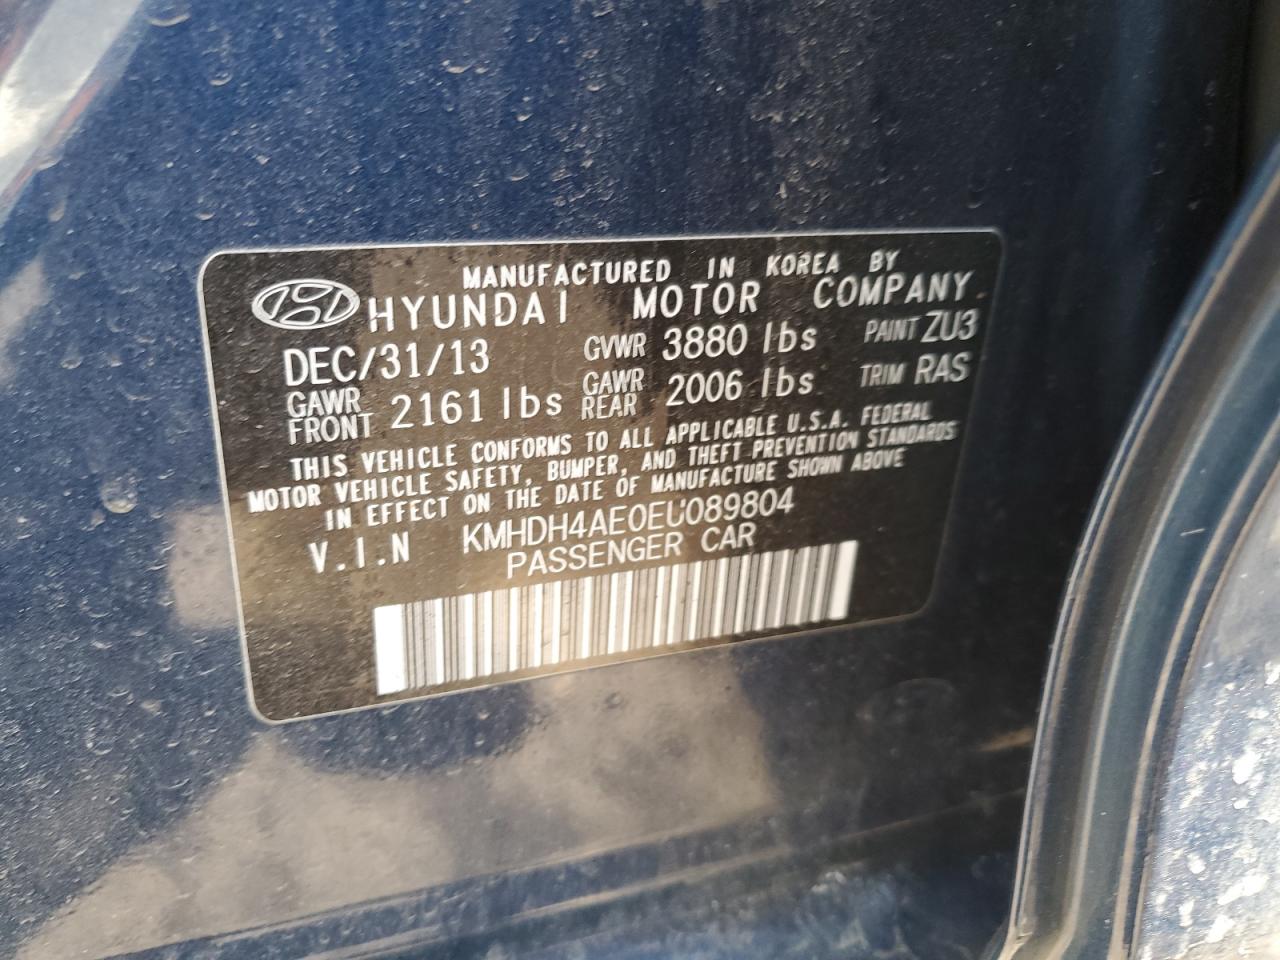 MANUFACTURED IN KOREA BY
HYUNDAI MOTOR COMPANY
DEC/31/13 GVWR 3880 lbs PAINT ZU3
GAWR FRONT 2161 lbs GAWR REAR 2006 lbs TRIM RAS
THIS VEHICLE CONFORMS TO ALL APPLICABLE U.S.A. FEDERAL
MOTOR VEHICLE SAFETY, BUMPER, AND THEFT PREVENTION STANDARDS
IN EFFECT ON THE DATE OF MANUFACTURE SHOWN ABOVE
V.I.N KMHDH4AE0EU089804
PASSENGER CAR